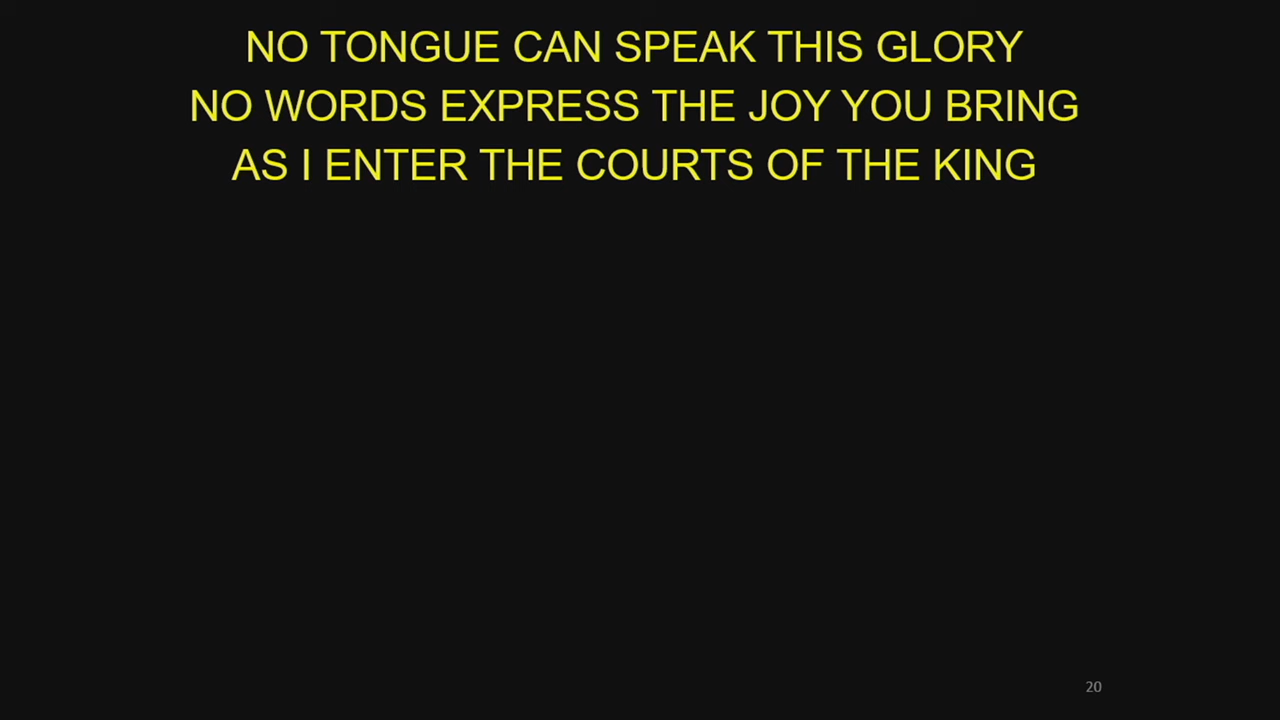 NO TONGUE CAN SPEAK THIS GLORY
NO WORDS EXPRESS THE JOY YOU BRING
AS I ENTER THE COURTS OF THE KING
20